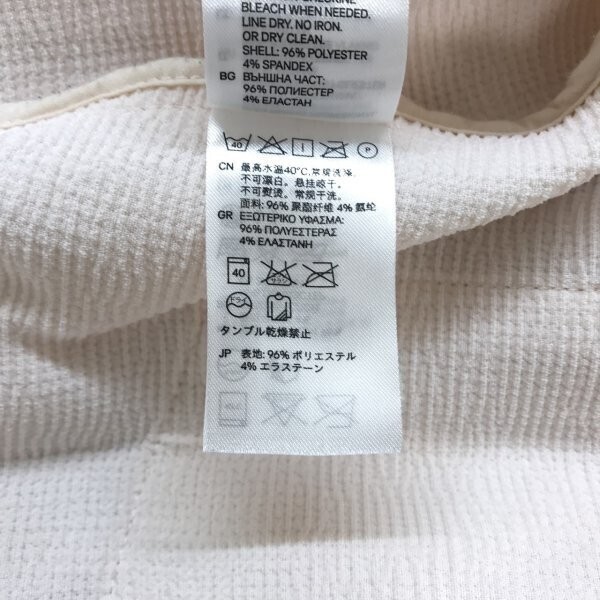 BLEACH WHEN NEEDED.
LINE DRY. NO IRON.
OR DRY CLEAN.
SHELL: 96% POLYESTER
4% SPANDEX
BG ВЪНШНА ЧАСТ:
96% ПОЛИЕСТЕР
4% ЕЛАСТАН
40 P
CN 最高水温40°C.常规洗涤.
不可漂白。悬挂晾干。
不可熨烫。常规干洗。
面料: 96% 聚酯纤维 4% 氨纶
GR ΕΞΩΤΕΡΙΚΟ ΥΦΑΣΜΑ:
96% ΠΟΛΥΕΣΤΕΡΑΣ
4% ΕΛΑΣΤΑΝΗ
40
ドライ
タンブル乾燥禁止
JP 表地: 96% ポリエステル
4% エラステーン